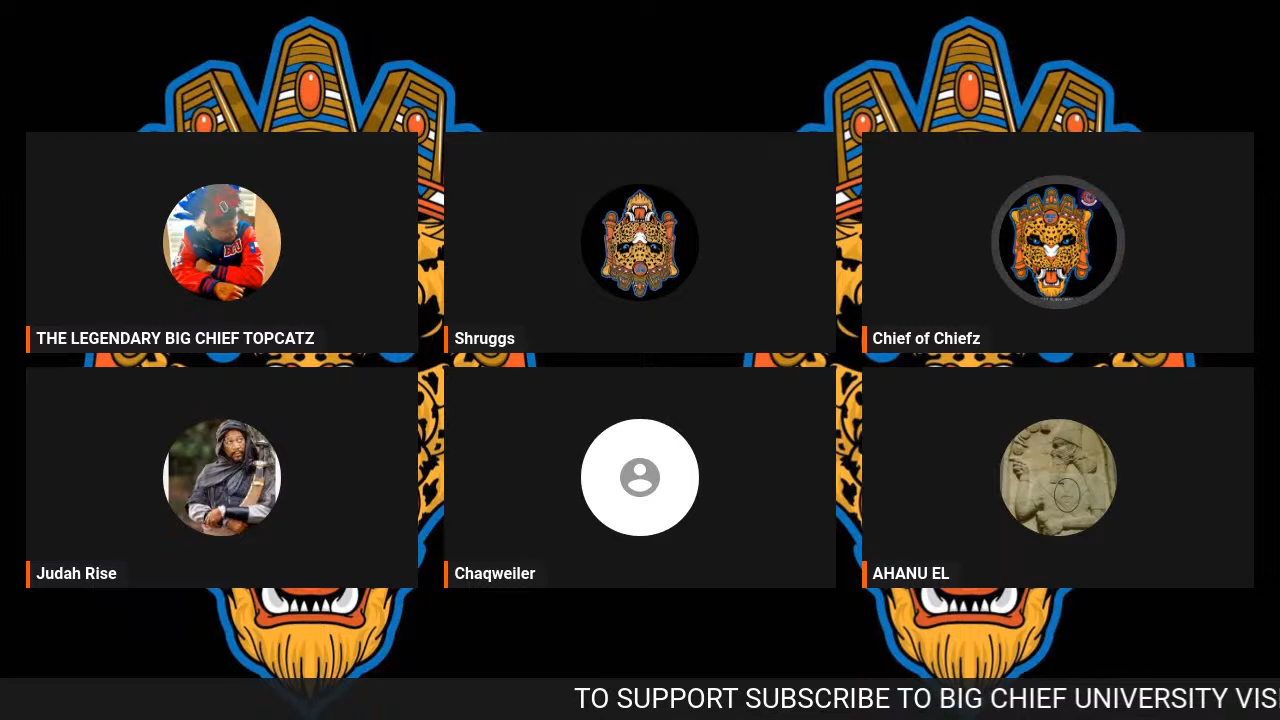 THE LEGENDARY BIG CHIEF TOPCATZ
Shruggs
Chief of Chiefz
Judah Rise
Chaqweiler
AHANU EL
TO SUPPORT SUBSCRIBE TO BIG CHIEF UNIVERSITY VIS